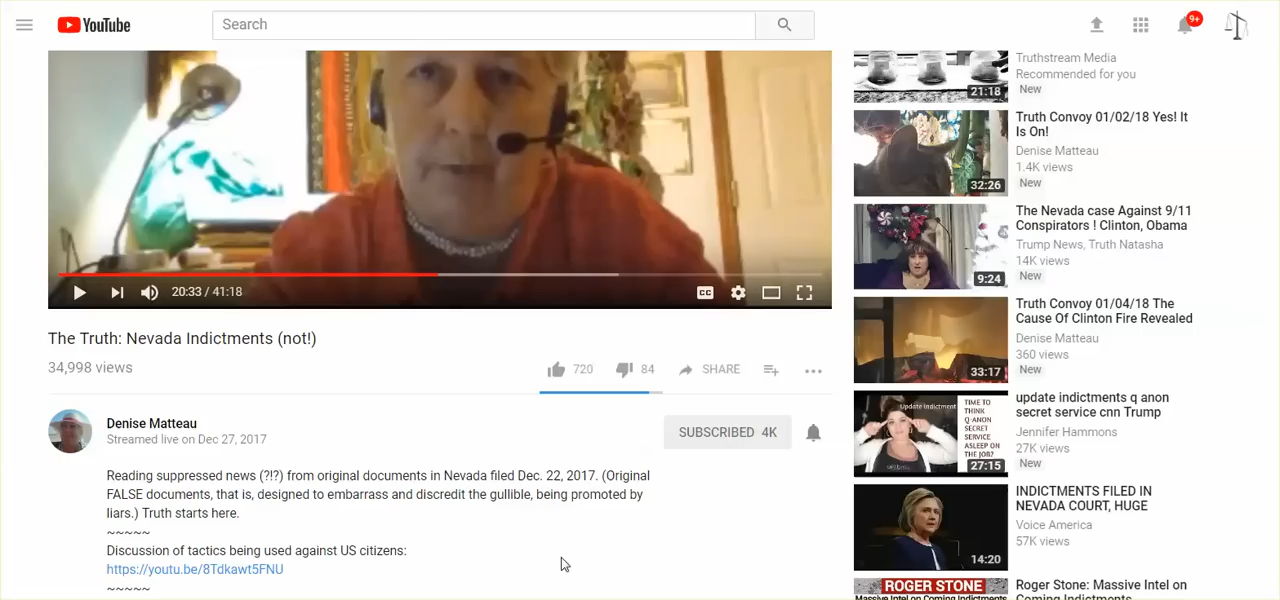 YouTube
Search
9+
20:33 / 41:18
CC
The Truth: Nevada Indictments (not!)
34,998 views
720
84
SHARE
Denise Matteau
Streamed live on Dec 27, 2017
SUBSCRIBED 4K
Reading suppressed news (?!?) from original documents in Nevada filed Dec. 22, 2017. (Original
FALSE documents, that is, designed to embarrass and discredit the gullible, being promoted by
liars.) Truth starts here.
~~~~~
Discussion of tactics being used against US citizens:
https://youtu.be/8Tdkawt5FNU
~~~~~
21:18
Truthstream Media
Recommended for you
New
32:26
Truth Convoy 01/02/18 Yes! It
Is On!
Denise Matteau
1.4K views
New
9:24
The Nevada case Against 9/11
Conspirators ! Clinton, Obama
Trump News, Truth Natasha
14K views
New
33:17
Truth Convoy 01/04/18 The
Cause Of Clinton Fire Revealed
Denise Matteau
360 views
New
Update Indictment
TIME TO
THINK
Q-ANON
SECRET
SERVICE
ASLEEP ON
THE JOB?
27:15
update indictments q anon
secret service cnn Trump
Jennifer Hammons
27K views
New
14:20
INDICTMENTS FILED IN
NEVADA COURT, HUGE
Voice America
57K views
ROGER STONE
Massive Intel on Coming Indictments
Roger Stone: Massive Intel on
Coming Indictments